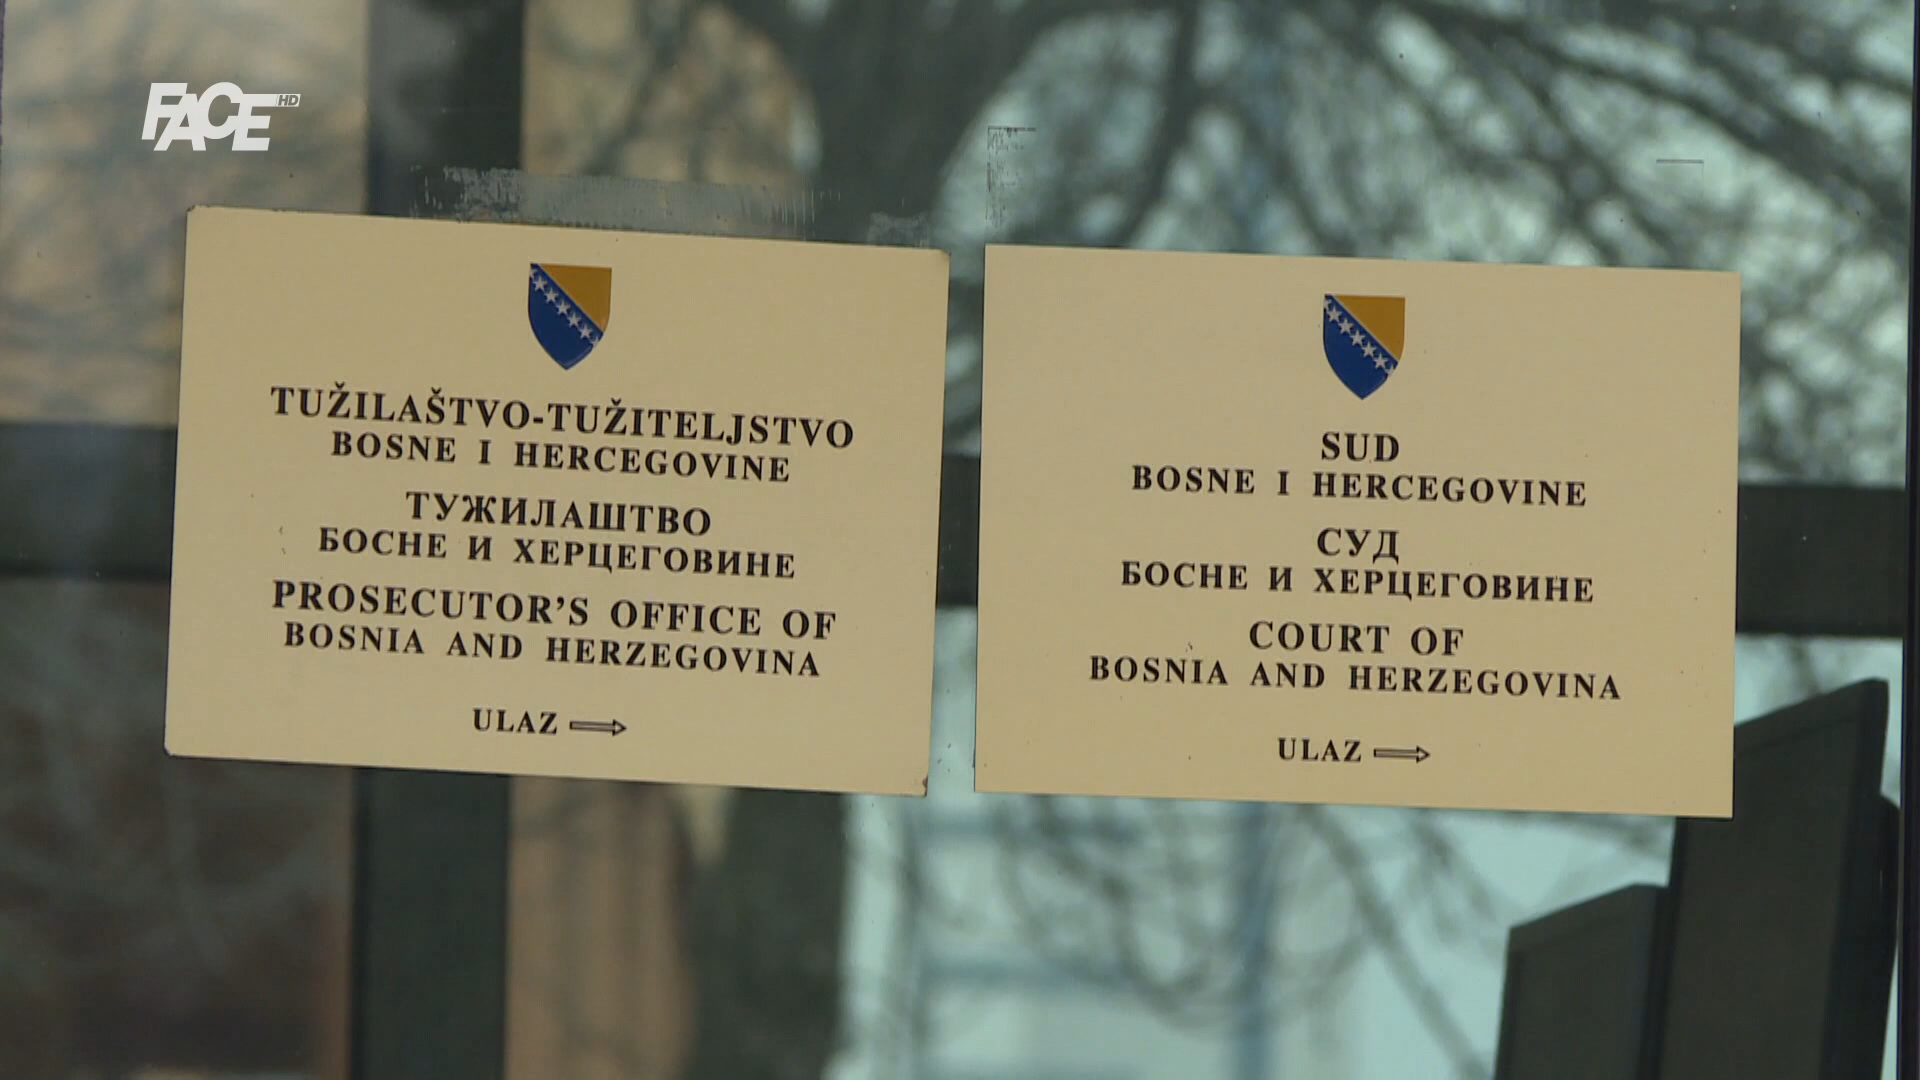 FACE HD
TUŽILAŠTVO-TUŽITELJSTVO
BOSNE I HERCEGOVINE
ТУЖИЛАШТВО
БОСНЕ И ХЕРЦЕГОВИНЕ
PROSECUTOR’S OFFICE OF
BOSNIA AND HERZEGOVINA
ULAZ
SUD
BOSNE I HERCEGOVINE
СУД
БОСНЕ И ХЕРЦЕГОВИНЕ
COURT OF
BOSNIA AND HERZEGOVINA
ULAZ